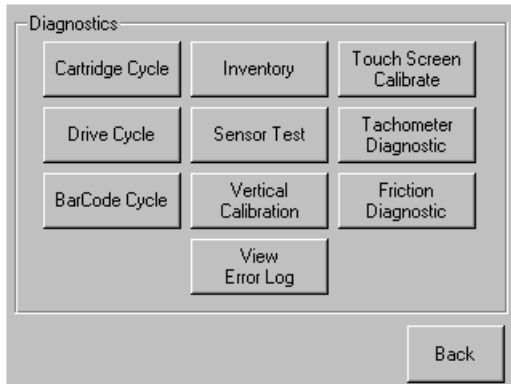 Diagnostics
Cartridge Cycle
Inventory
Touch Screen
Calibrate
Drive Cycle
Sensor Test
Tachometer
Diagnostic
BarCode Cycle
Vertical
Calibration
Friction
Diagnostic
View
Error Log
Back